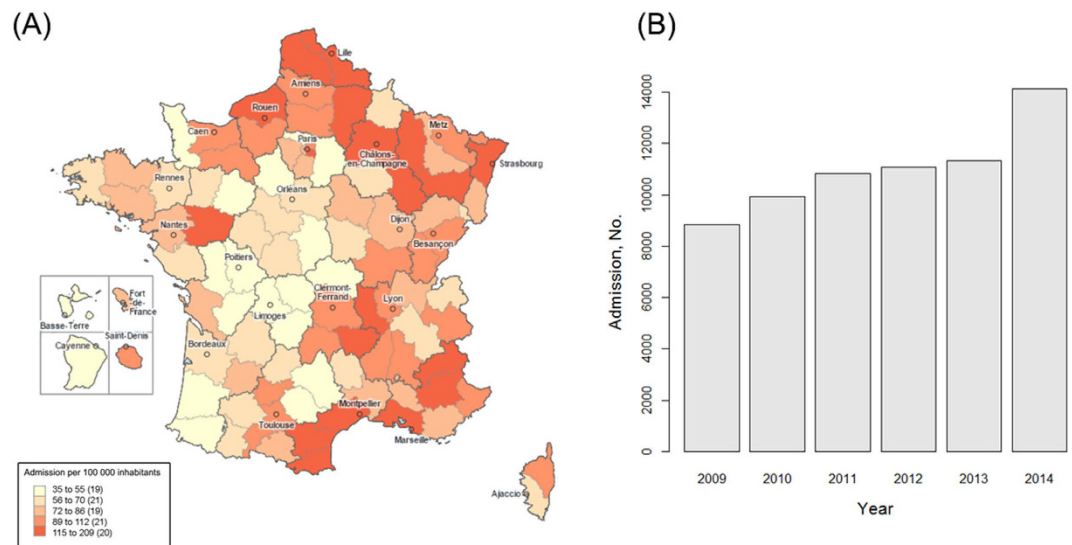 (A)
(B)
Lille
Amiens
Rouen
Caen
Paris
Metz
Châlons-
en-Champagne
Strasbourg
Rennes
Orléans
Nantes
Dijon
Besançon
Poitiers
Clermont-
Ferrand
Lyon
Limoges
Fort-
de-
France
Basse-Terre
Saint-Denis
Cayenne
Bordeaux
Montpellier
Toulouse
Marseille
Ajaccio
Admission per 100 000 inhabitants
35 to 55 (19)
56 to 70 (21)
72 to 86 (19)
89 to 112 (21)
115 to 209 (20)
Admission, No.
14000
12000
10000
8000
6000
4000
2000
0
2009 2010 2011 2012 2013 2014
Year